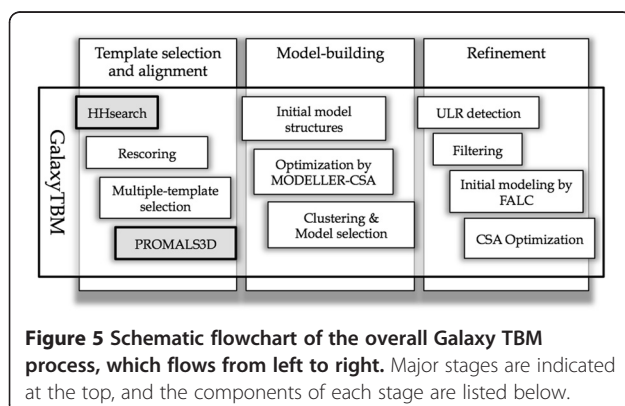 Template selection
and alignment
Model-building
Refinement
GalaxyTBM
HHsearch
Rescoring
Multiple-template
selection
PROMALS3D
Initial model
structures
Optimization by
MODELLER-CSA
Clustering &
Model selection
ULR detection
Filtering
Initial modeling by
FALC
CSA Optimization
Figure 5 Schematic flowchart of the overall Galaxy TBM
process, which flows from left to right. Major stages are indicated
at the top, and the components of each stage are listed below.